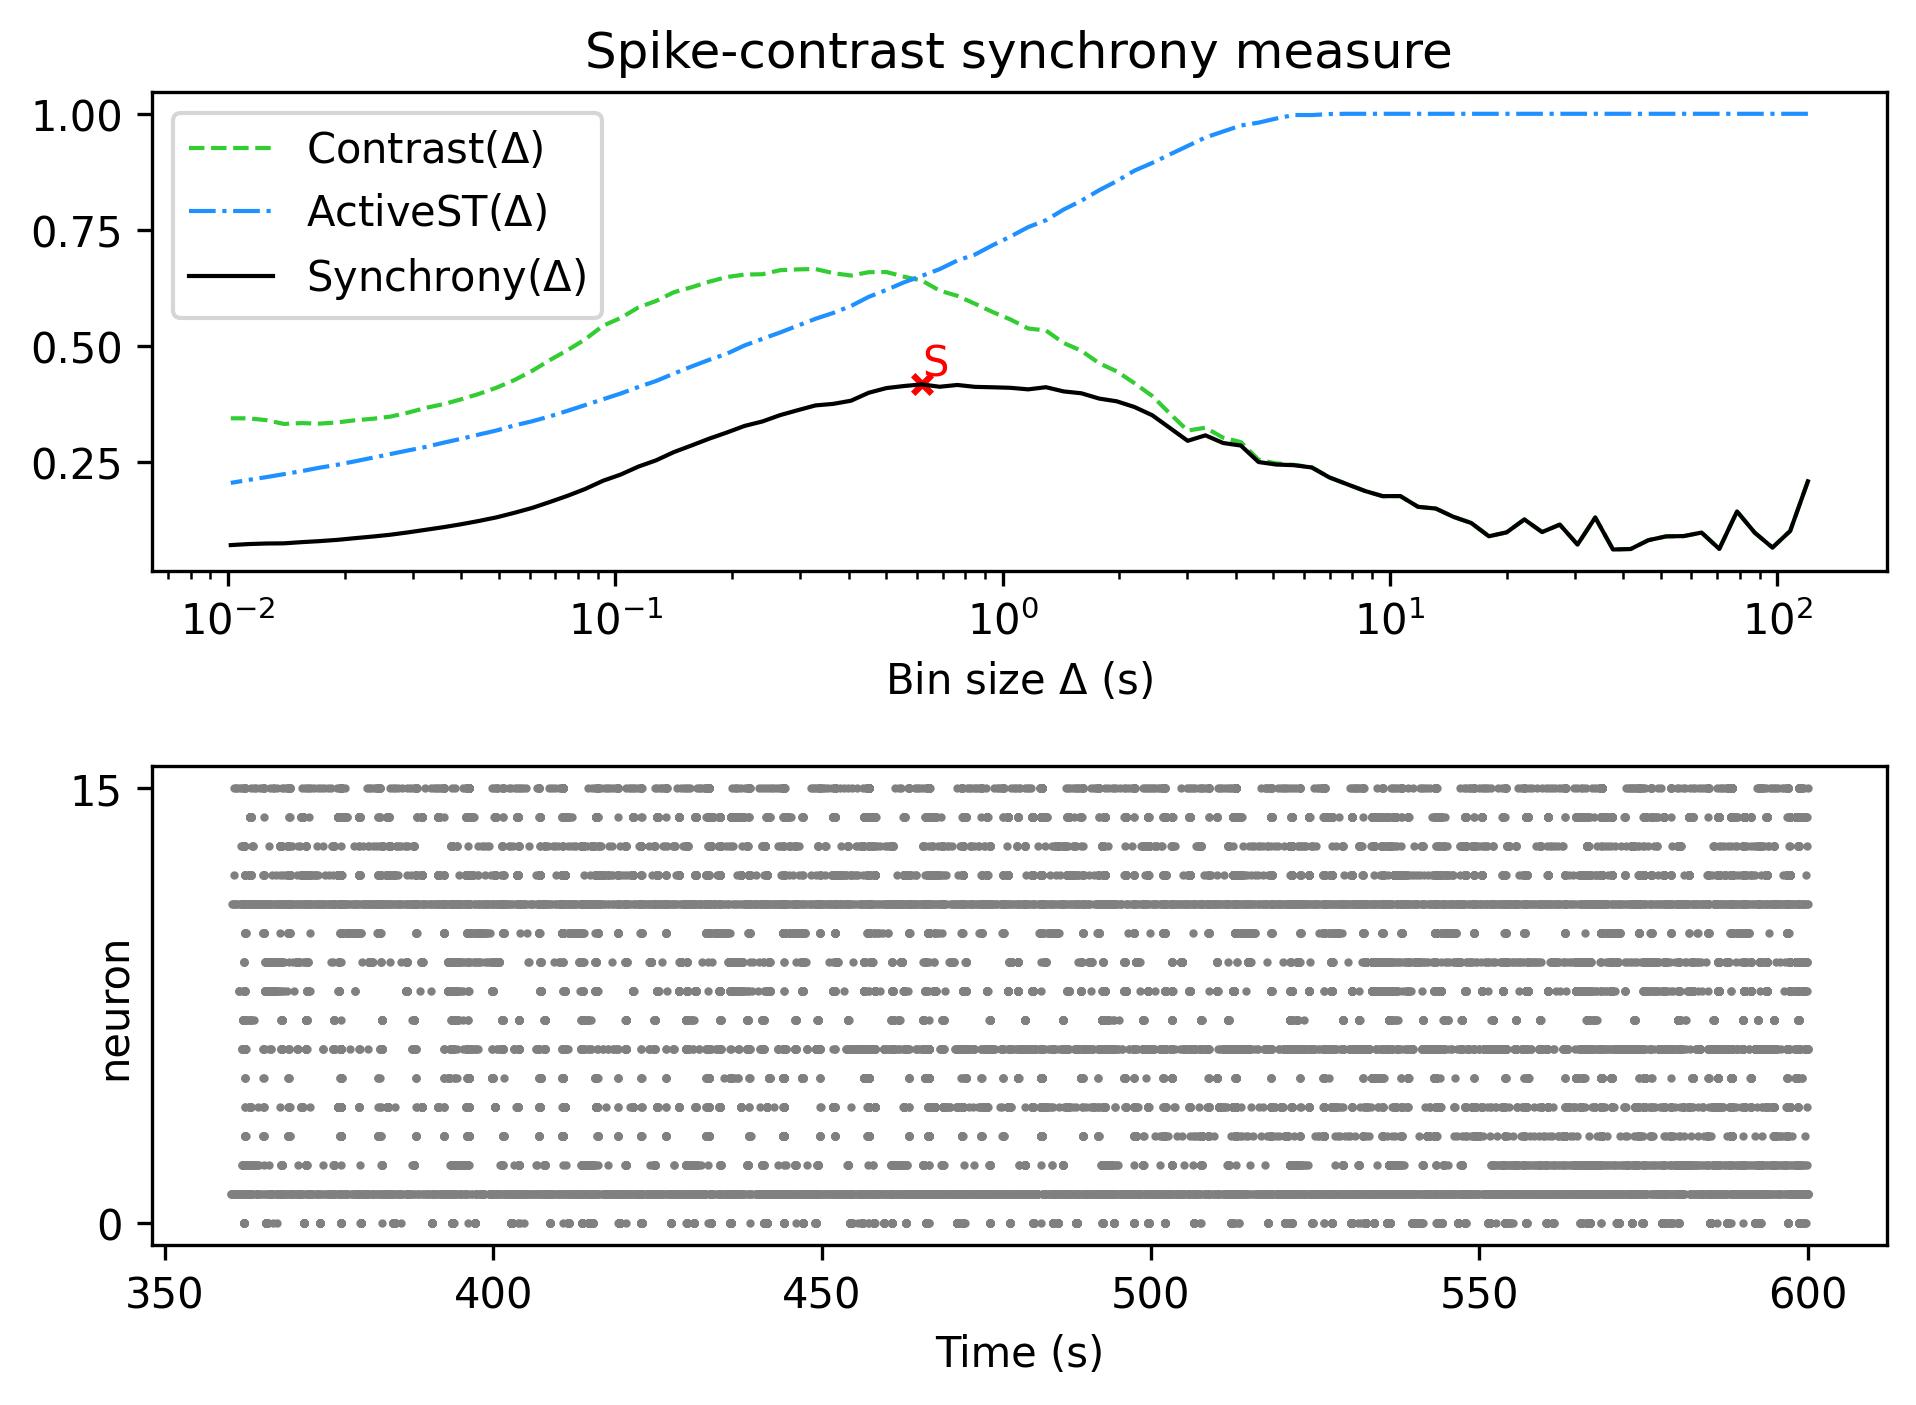 Spike-contrast synchrony measure
1.00
0.75
0.50
0.25
Contrast(Δ)
ActiveST(Δ)
Synchrony(Δ)
S
10⁻² 10⁻¹ 10⁰ 10¹ 10²
Bin size Δ (s)
15
0
neuron
350 400 450 500 550 600
Time (s)